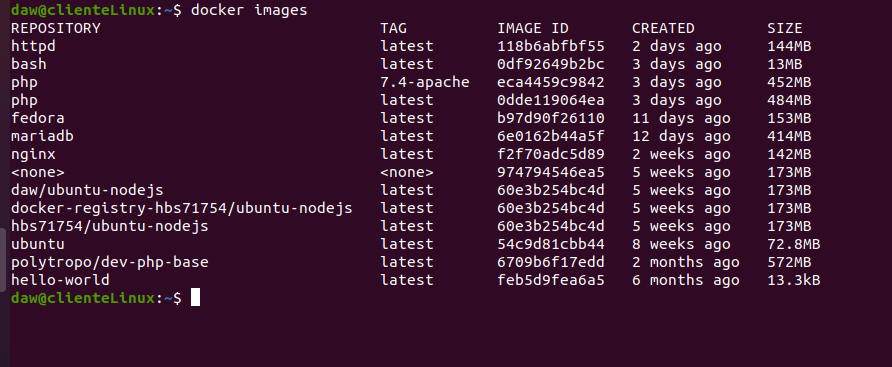 daw@clienteLinux:~$ docker images
REPOSITORY TAG IMAGE ID CREATED SIZE
httpd latest 118b6abfbf55 2 days ago 144MB
bash latest 0df92649b2bc 3 days ago 13MB
php 7.4-apache eca4459c9842 3 days ago 452MB
php latest 0dde119064ea 3 days ago 484MB
fedora latest b97d90f26110 11 days ago 153MB
mariadb latest 6e0162b44a5f 12 days ago 414MB
nginx latest f2f70adc5d89 2 weeks ago 142MB
<none> <none> 974794546ea5 5 weeks ago 173MB
daw/ubuntu-nodejs latest 60e3b254bc4d 5 weeks ago 173MB
docker-registry-hbs71754/ubuntu-nodejs latest 60e3b254bc4d 5 weeks ago 173MB
hbs71754/ubuntu-nodejs latest 60e3b254bc4d 5 weeks ago 173MB
ubuntu latest 54c9d81cbb44 8 weeks ago 72.8MB
polytropo/dev-php-base latest 6709b6f17edd 2 months ago 572MB
hello-world latest feb5d9fea6a5 6 months ago 13.3kB
daw@clienteLinux:~$